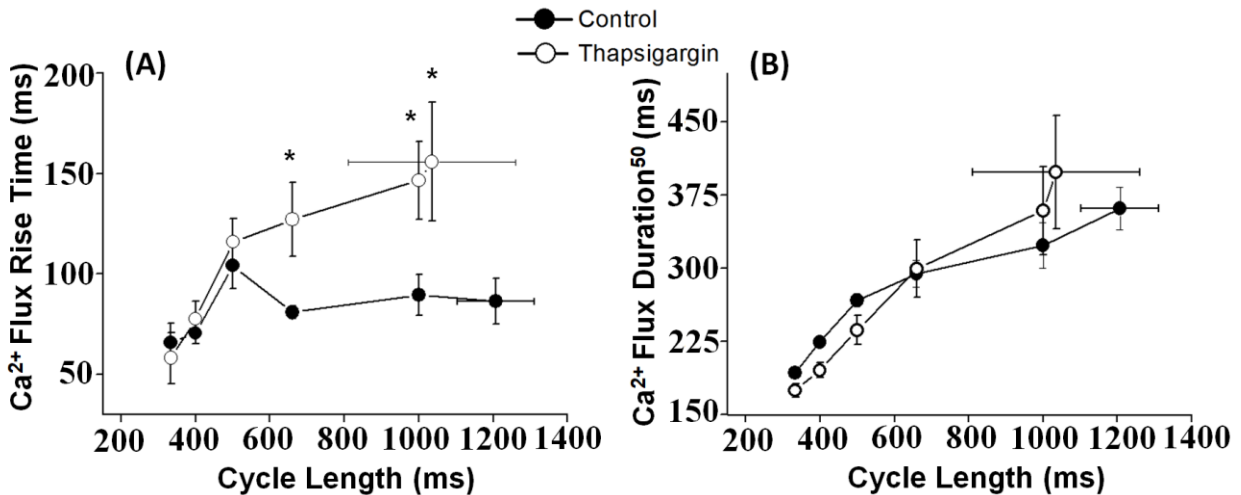 Control
Thapsigargin
(A)
Ca²⁺ Flux Rise Time (ms)
200
150
100
50
*
*
*
200 400 600 800 1000 1200 1400
Cycle Length (ms)
(B)
Ca²⁺ Flux Duration⁵⁰ (ms)
450
375
300
225
150
200 400 600 800 1000 1200 1400
Cycle Length (ms)